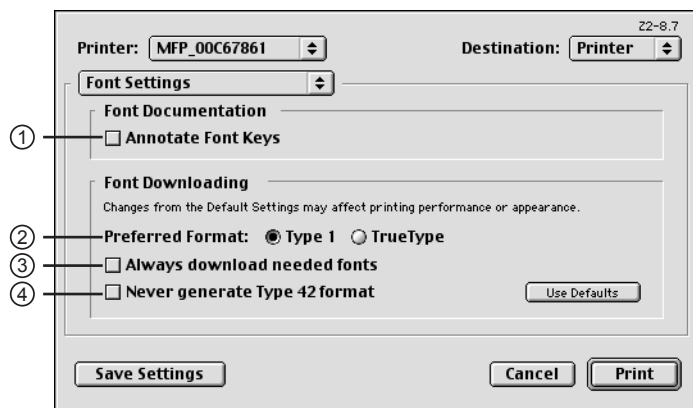 Z2-8.7
Printer: MFP_00C67861 Destination: Printer
Font Settings
Font Documentation
① Annotate Font Keys
Font Downloading
Changes from the Default Settings may affect printing performance or appearance.
② Preferred Format: Type 1 TrueType
③ Always download needed fonts
④ Never generate Type 42 format Use Defaults
Save Settings Cancel Print